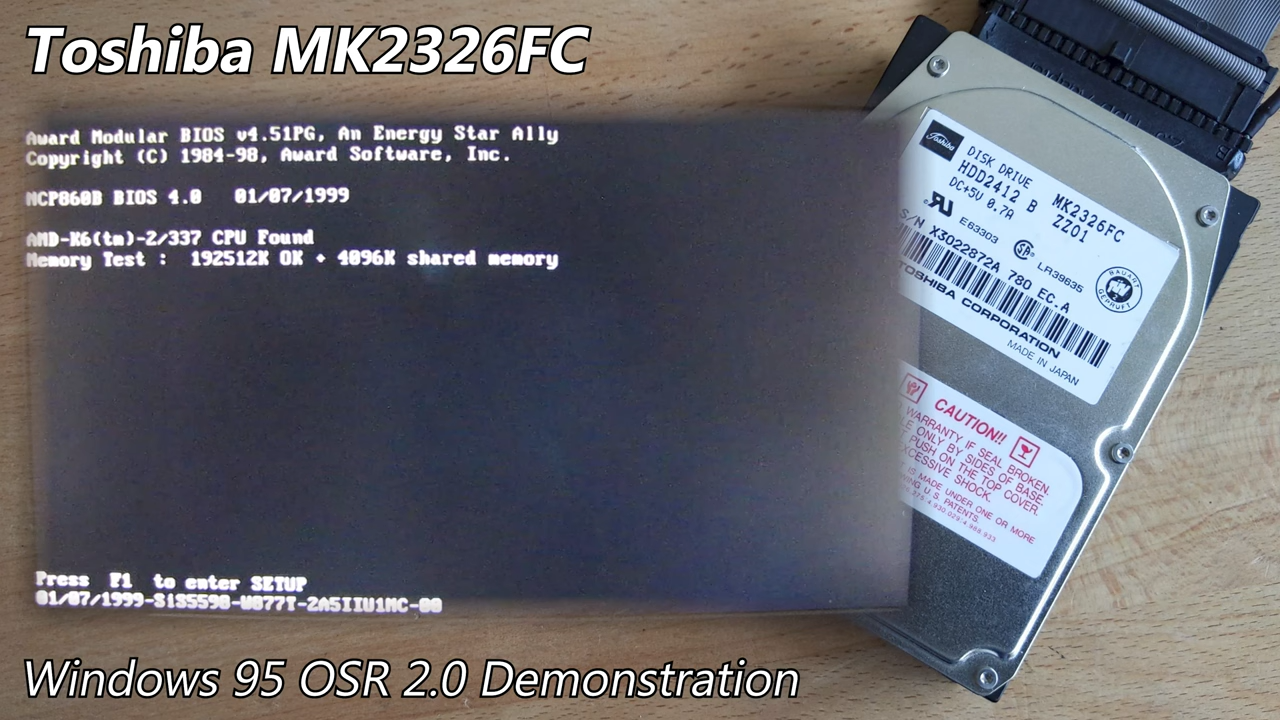 Toshiba MK2326FC
Award Modular BIOS v4.51PG, An Energy Star Ally
Copyright (C) 1984-98, Award Software, Inc.
MCP860B BIOS 4.0 01/07/1999
AMD-K6(tm)-2/337 CPU Found
Memory Test : 192512K OK + 4096K shared memory
Press F1 to enter SETUP
01/07/1999-SiS5598-W877T-2A5IIU1MC-00
Windows 95 OSR 2.0 Demonstration
Toshiba
DISK DRIVE
HDD2412 B MK2326FC
DC+5V 0.7A ZZ01
E63303 LR39635
S/N X3022872A 780 EC.A
BAUART
GEPRUFT
TOSHIBA CORPORATION
MADE IN JAPAN
CAUTION!!
WARRANTY IF SEAL BROKEN.
ONLY BY SIDES OF BASE.
PUSH ON THE TOP COVER.
EXCESSIVE SHOCK.
IS MADE UNDER ONE OR MORE
U.S. PATENTS.